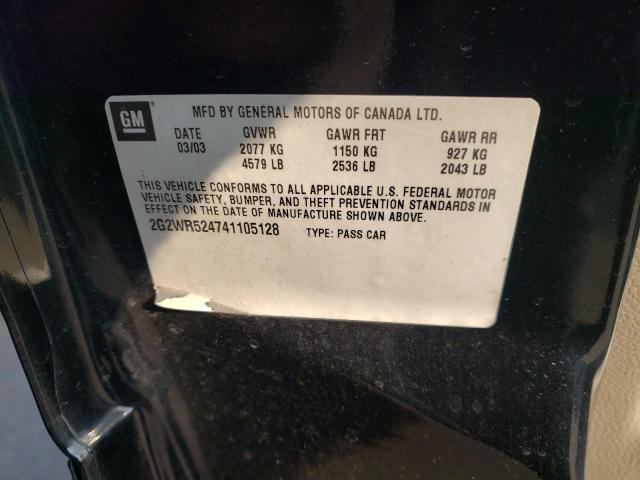 GM
MFD BY GENERAL MOTORS OF CANADA LTD.
DATE GVWR GAWR FRT GAWR RR
03/03 2077 KG 1150 KG 927 KG
4579 LB 2536 LB 2043 LB
THIS VEHICLE CONFORMS TO ALL APPLICABLE U.S. FEDERAL MOTOR
VEHICLE SAFETY, BUMPER, AND THEFT PREVENTION STANDARDS IN
EFFECT ON THE DATE OF MANUFACTURE SHOWN ABOVE.
2G2WR524741105128 TYPE: PASS CAR